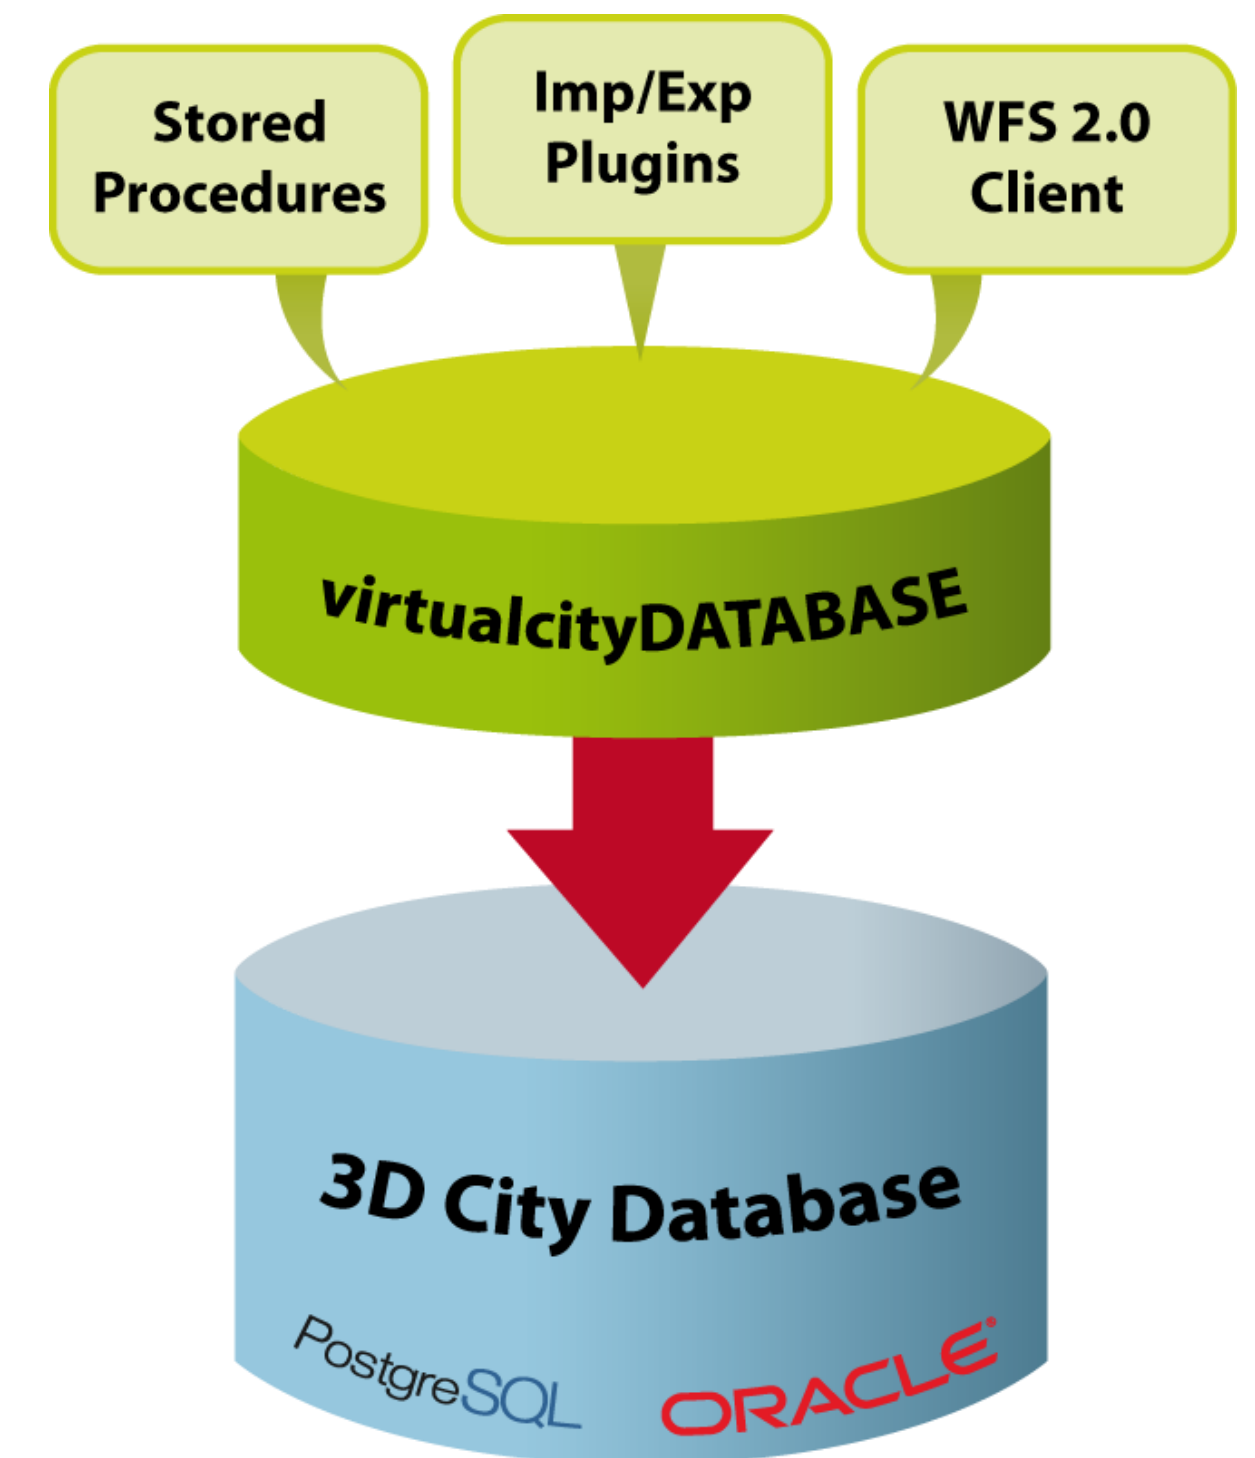 Stored
Procedures
Imp/Exp
Plugins
WFS 2.0
Client
virtualcityDATABASE
3D City Database
PostgreSQL
ORACLE®